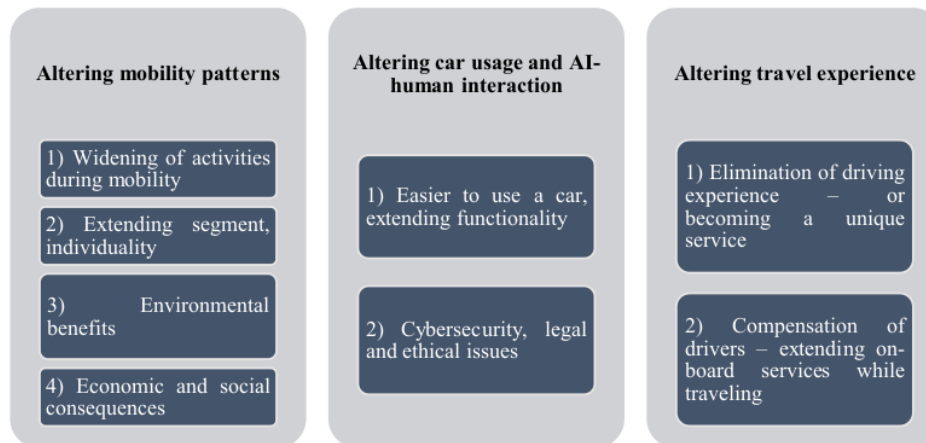 Altering mobility patterns
1) Widening of activities
during mobility
2) Extending segment,
individuality
3) Environmental
benefits
4) Economic and social
consequences
Altering car usage and AI-
human interaction
1) Easier to use a car,
extending functionality
2) Cybersecurity, legal
and ethical issues
Altering travel experience
1) Elimination of driving
experience – or
becoming a unique
service
2) Compensation of
drivers – extending on-
board services while
traveling